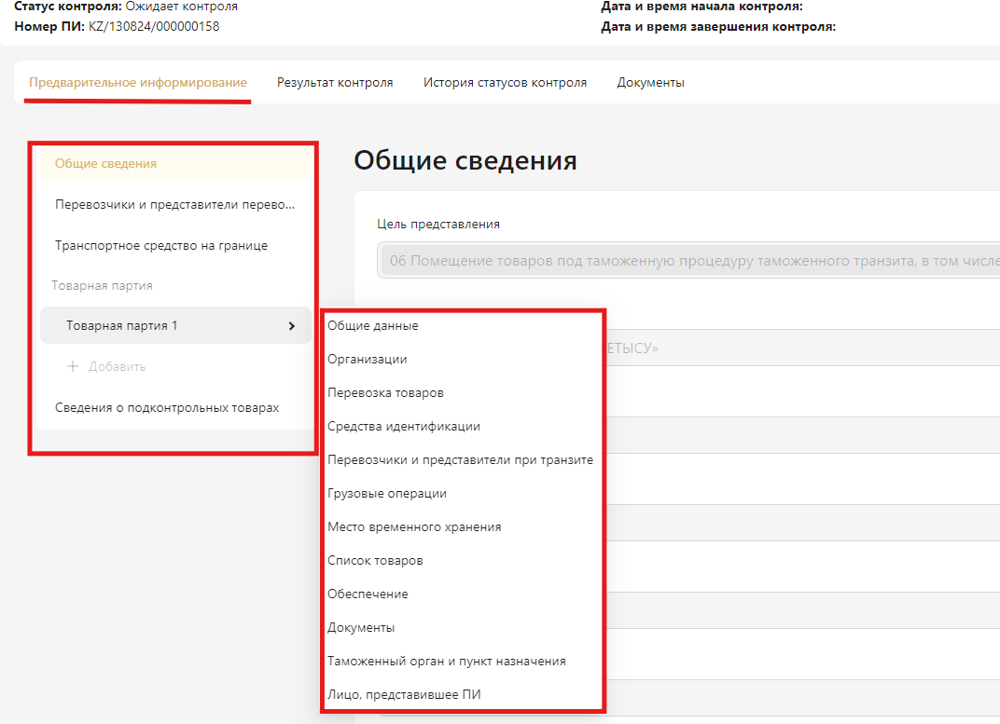 Статус контроля: Ожидает контроля
Дата и время начала контроля:
Номер ПИ: KZ/130824/000000158
Дата и время завершения контроля:
Предварительное информирование
Результат контроля
История статусов контроля
Документы
Общие сведения
Перевозчики и представители перево...
Транспортное средство на границе
Товарная партия
Товарная партия 1
+ Добавить
Сведения о подконтрольных товарах
Общие сведения
Цель представления
06 Помещение товаров под таможенную процедуру таможенного транзита, в том числе
ЕТЫСУ»
Общие данные
Организации
Перевозка товаров
Средства идентификации
Перевозчики и представители при транзите
Грузовые операции
Место временного хранения
Список товаров
Обеспечение
Документы
Таможенный орган и пункт назначения
Лицо, представившее ПИ